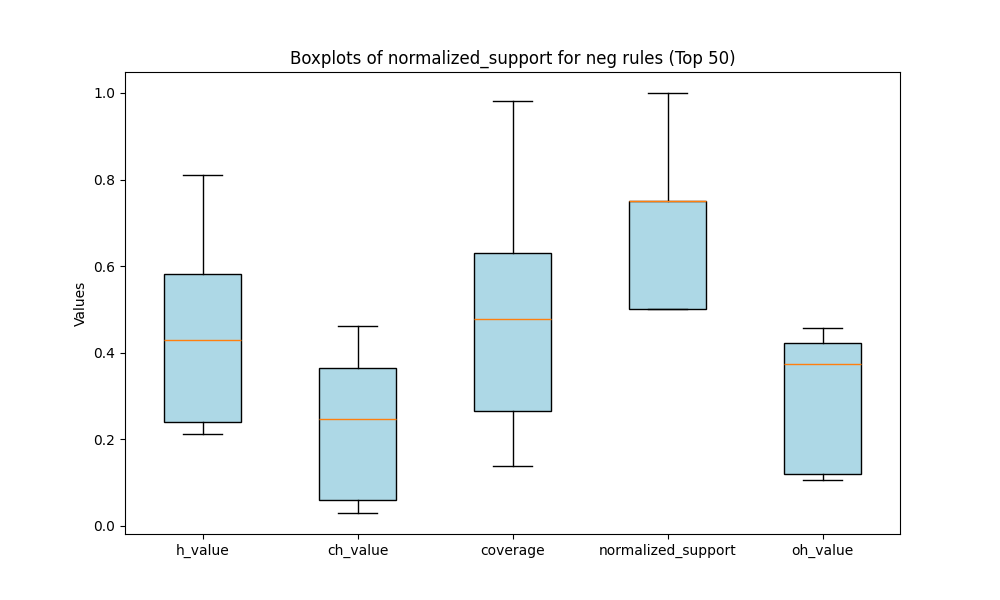 Boxplots of normalized_support for neg rules (Top 50)
1.0
0.8
0.6
0.4
0.2
0.0
Values
h_value
ch_value
coverage
normalized_support
oh_value